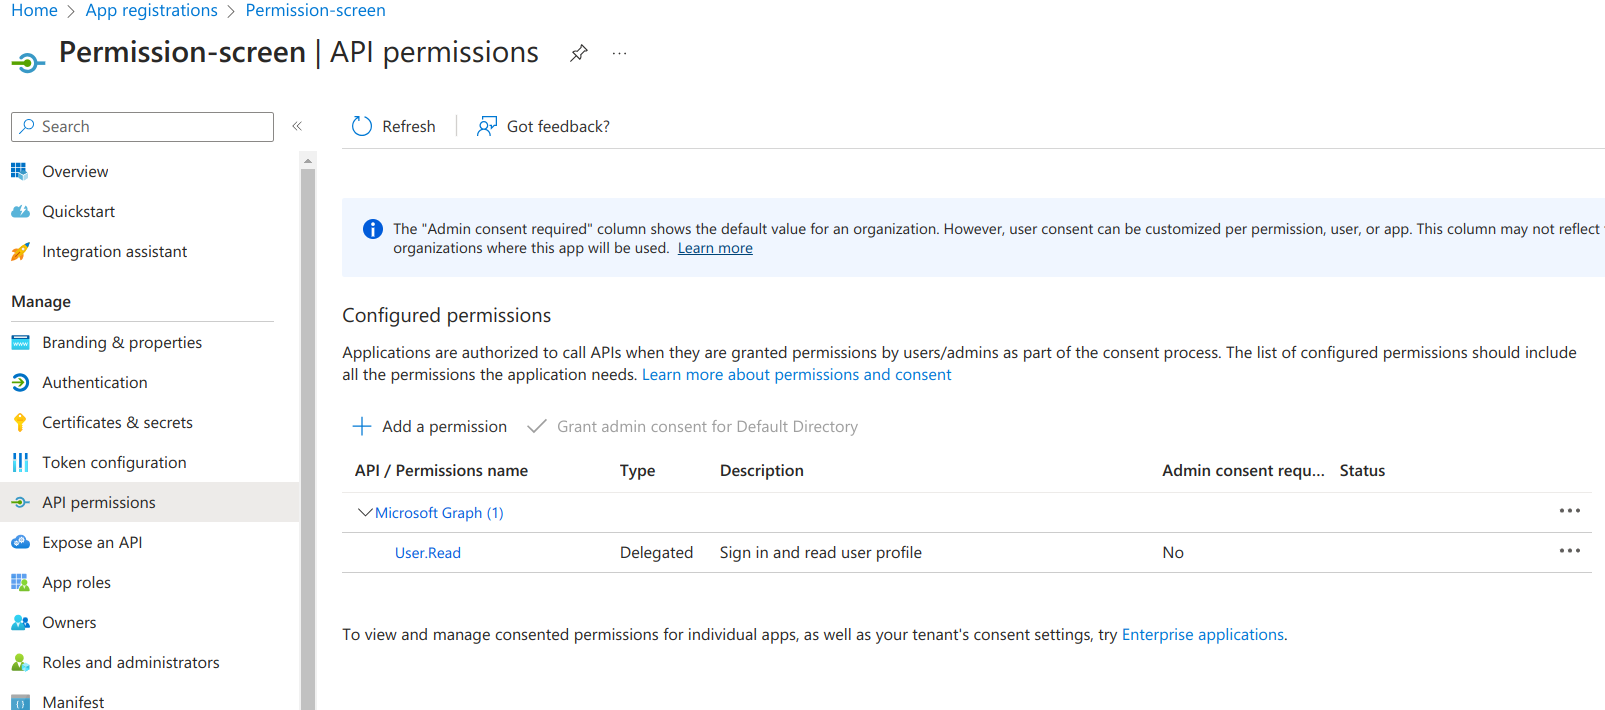 Home > App registrations > Permission-screen
Permission-screen | API permissions
Search
Refresh
Got feedback?
Overview
Quickstart
Integration assistant
Manage
Branding & properties
Authentication
Certificates & secrets
Token configuration
API permissions
Expose an API
App roles
Owners
Roles and administrators
Manifest
The "Admin consent required" column shows the default value for an organization. However, user consent can be customized per permission, user, or app. This column may not reflect
organizations where this app will be used. Learn more
Configured permissions
Applications are authorized to call APIs when they are granted permissions by users/admins as part of the consent process. The list of configured permissions should include
all the permissions the application needs. Learn more about permissions and consent
Add a permission Grant admin consent for Default Directory
API / Permissions name Type Description Admin consent requ... Status
Microsoft Graph (1)
User.Read Delegated Sign in and read user profile No
To view and manage consented permissions for individual apps, as well as your tenant's consent settings, try Enterprise applications.